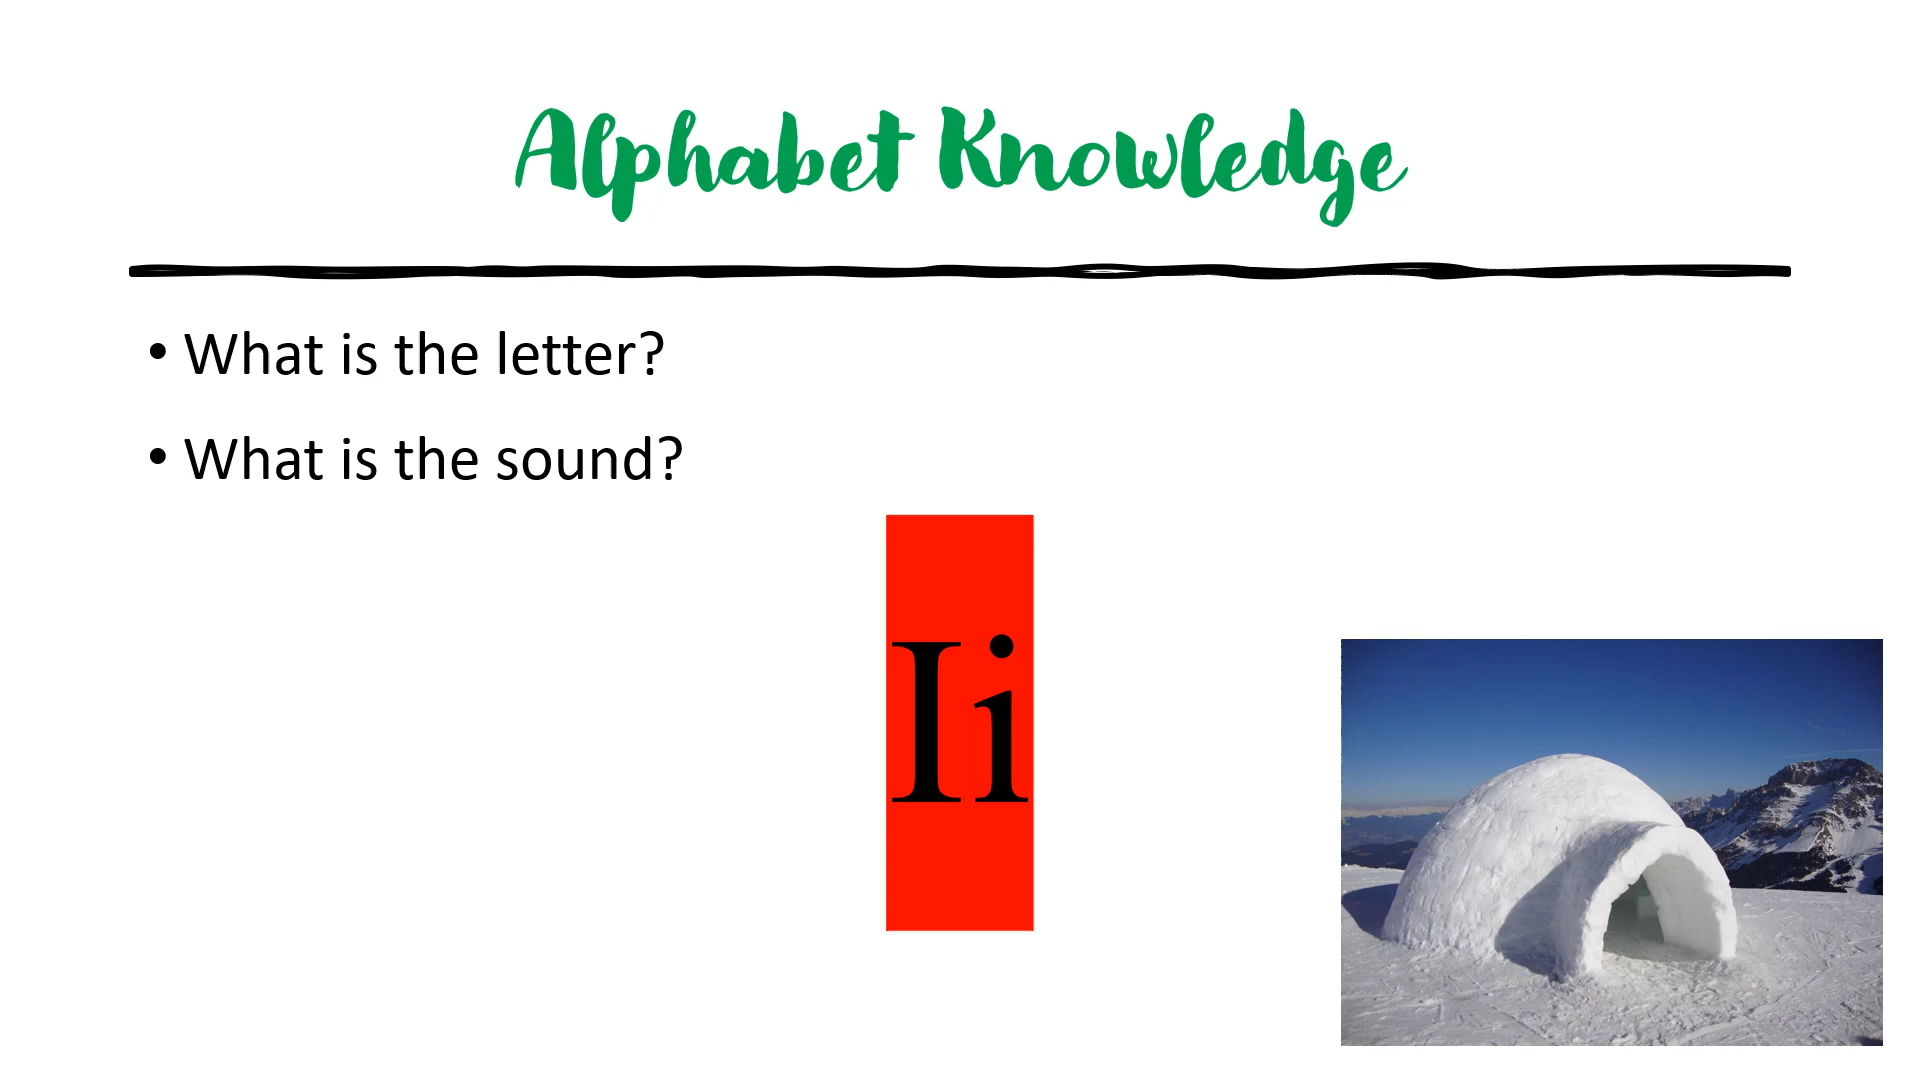 Alphabet Knowledge
• What is the letter?
• What is the sound?
Ii